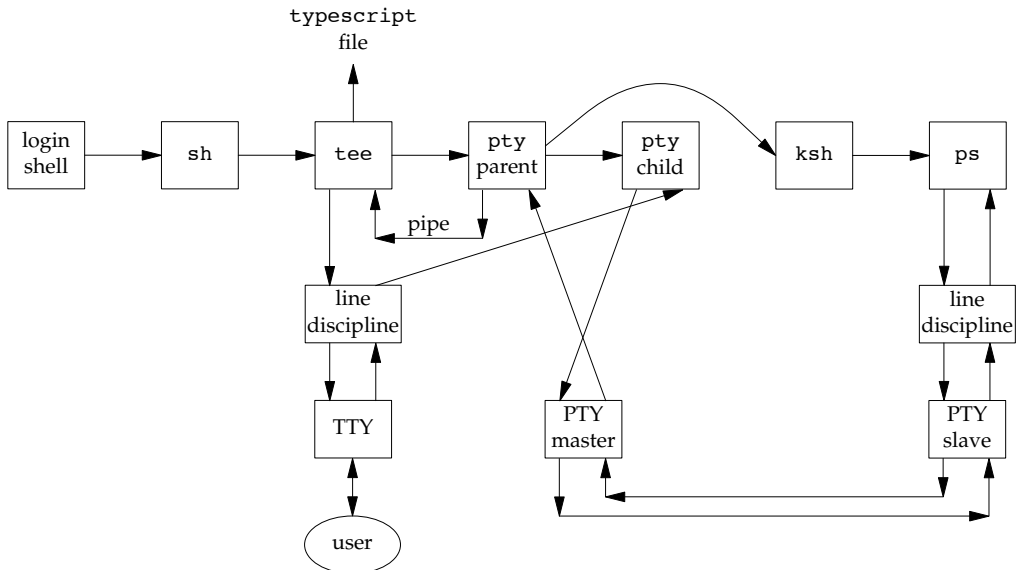 typescript
file
login
shell
sh
tee
pty
parent
pty
child
ksh
ps
pipe
line
discipline
line
discipline
TTY
PTY
master
PTY
slave
user